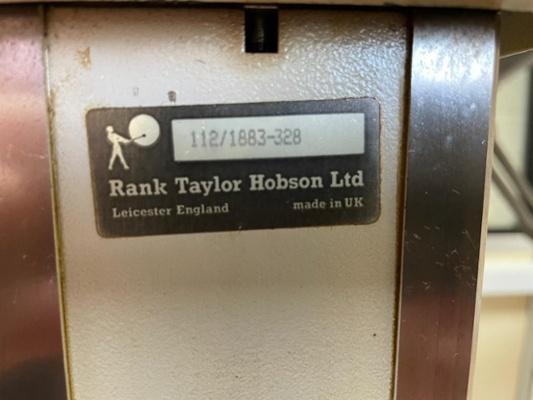 112/1883-328
Rank Taylor Hobson Ltd
Leicester England made in UK